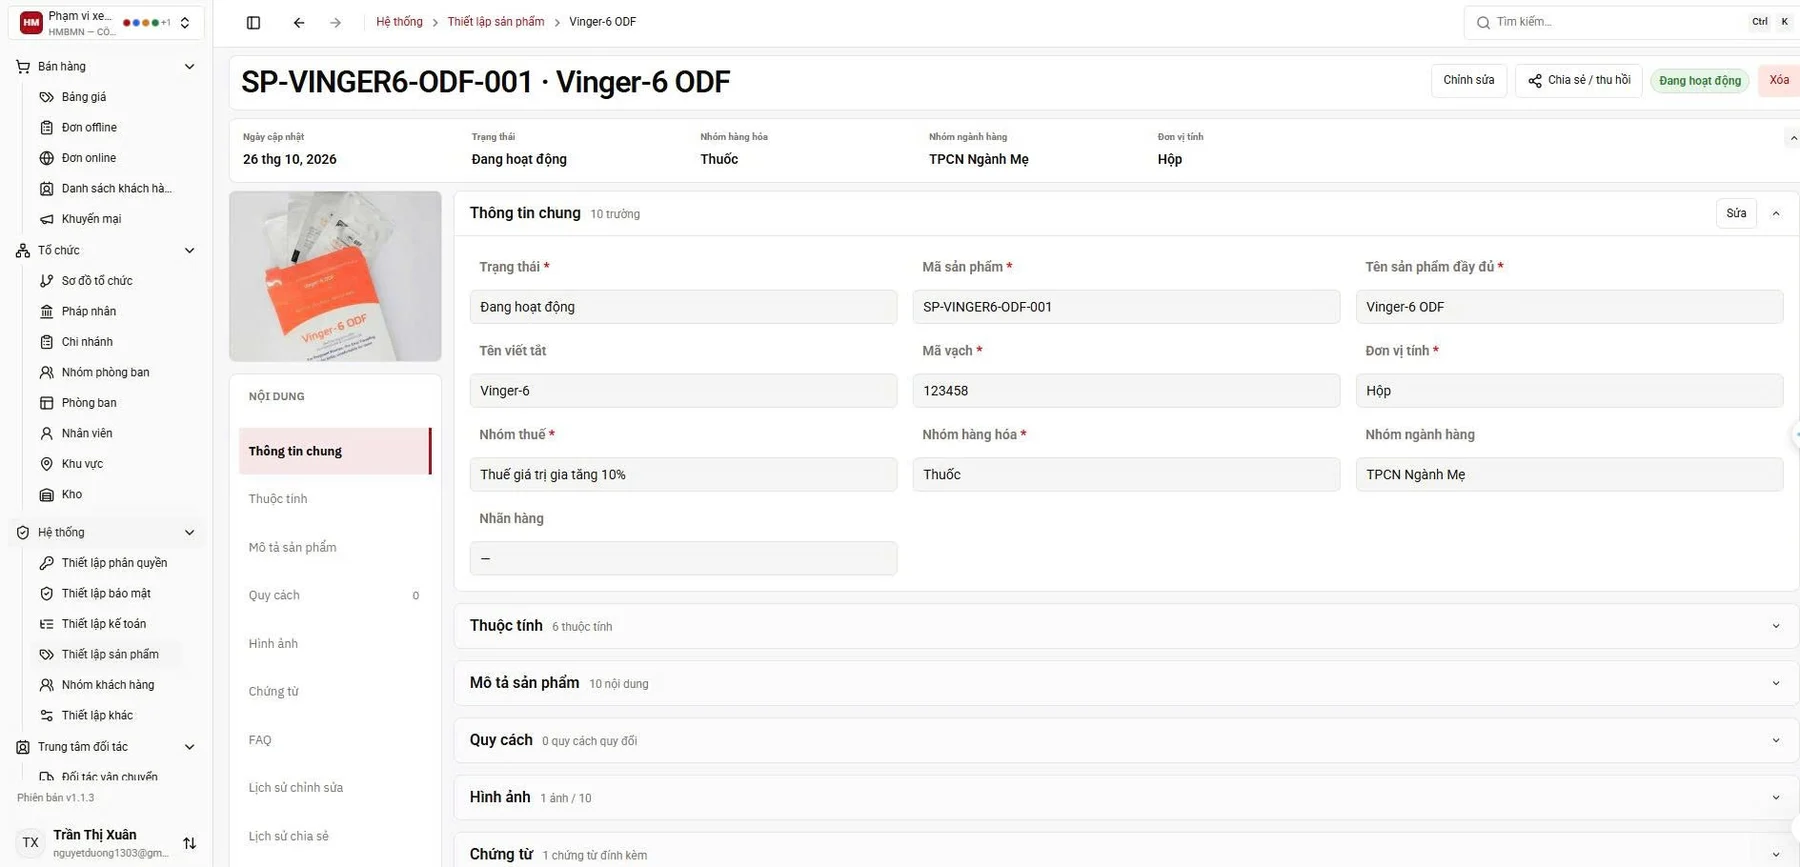 HM
Phạm vi xe...
+1
HMBMN — CÔ...
Hệ thống
Thiết lập sản phẩm
Vinger-6 ODF
Tìm kiếm...
Ctrl
K
Bán hàng
Bảng giá
Đơn offline
Đơn online
Danh sách khách hà...
Khuyến mại
Tổ chức
Sơ đồ tổ chức
Pháp nhân
Chi nhánh
Nhóm phòng ban
Phòng ban
Nhân viên
Khu vực
Kho
Hệ thống
Thiết lập phân quyền
Thiết lập bảo mật
Thiết lập kế toán
Thiết lập sản phẩm
Nhóm khách hàng
Thiết lập khác
Trung tâm đối tác
Đối tác vận chuyển
Phiên bản v1.1.3
TX
Trần Thị Xuân
nguyetduong1303@gm...
SP-VINGER6-ODF-001 · Vinger-6 ODF
Chỉnh sửa
Chia sẻ / thu hồi
Đang hoạt động
Xóa
Ngày cập nhật
26 thg 10, 2026
Trạng thái
Đang hoạt động
Nhóm hàng hóa
Thuốc
Nhóm ngành hàng
TPCN Ngành Mẹ
Đơn vị tính
Hộp
Vinger-6 ODF
NỘI DUNG
Thông tin chung
Thuộc tính
Mô tả sản phẩm
Quy cách 0
Hình ảnh
Chứng từ
FAQ
Lịch sử chỉnh sửa
Lịch sử chia sẻ
Thông tin chung 10 trường
Sửa
Trạng thái *
Đang hoạt động
Mã sản phẩm *
SP-VINGER6-ODF-001
Tên sản phẩm đầy đủ *
Vinger-6 ODF
Tên viết tắt
Vinger-6
Mã vạch *
123458
Đơn vị tính *
Hộp
Nhóm thuế *
Thuế giá trị gia tăng 10%
Nhóm hàng hóa *
Thuốc
Nhóm ngành hàng
TPCN Ngành Mẹ
Nhãn hàng
—
Thuộc tính 6 thuộc tính
Mô tả sản phẩm 10 nội dung
Quy cách 0 quy cách quy đổi
Hình ảnh 1 ảnh / 10
Chứng từ 1 chứng từ đính kèm